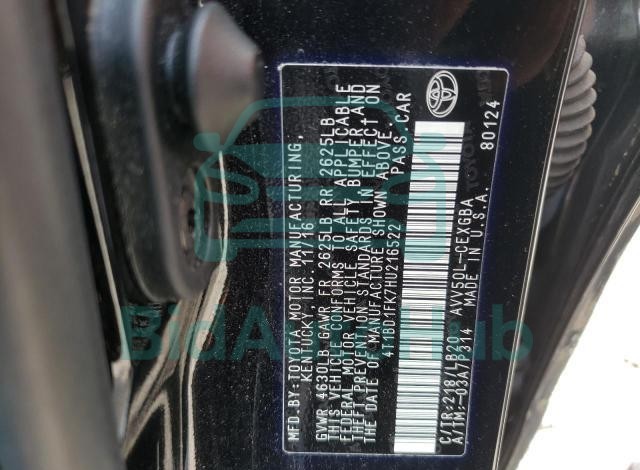 MFD.BY:TOYOTA MOTOR MANUFACTURING,
KENTUCKY, INC. 11/16
GVWR 4630LB GAWR FR 2625LB RR 2625LB
THIS VEHICLE CONFORMS TO ALL APPLICABLE
FEDERAL MOTOR VEHICLE SAFETY, BUMPER, AND
THEFT PREVENTION STANDARDS IN EFFECT ON
THE DATE OF MANUFACTURE SHOWN ABOVE.
4T1BD1FK7HU216522 PASS.CAR
C/TR:218/LB20 AVV50L-CEXGBA
A/TM:-03A/P314 MADE IN U.S.A.
80124
TOYOTA
BidAutoHub